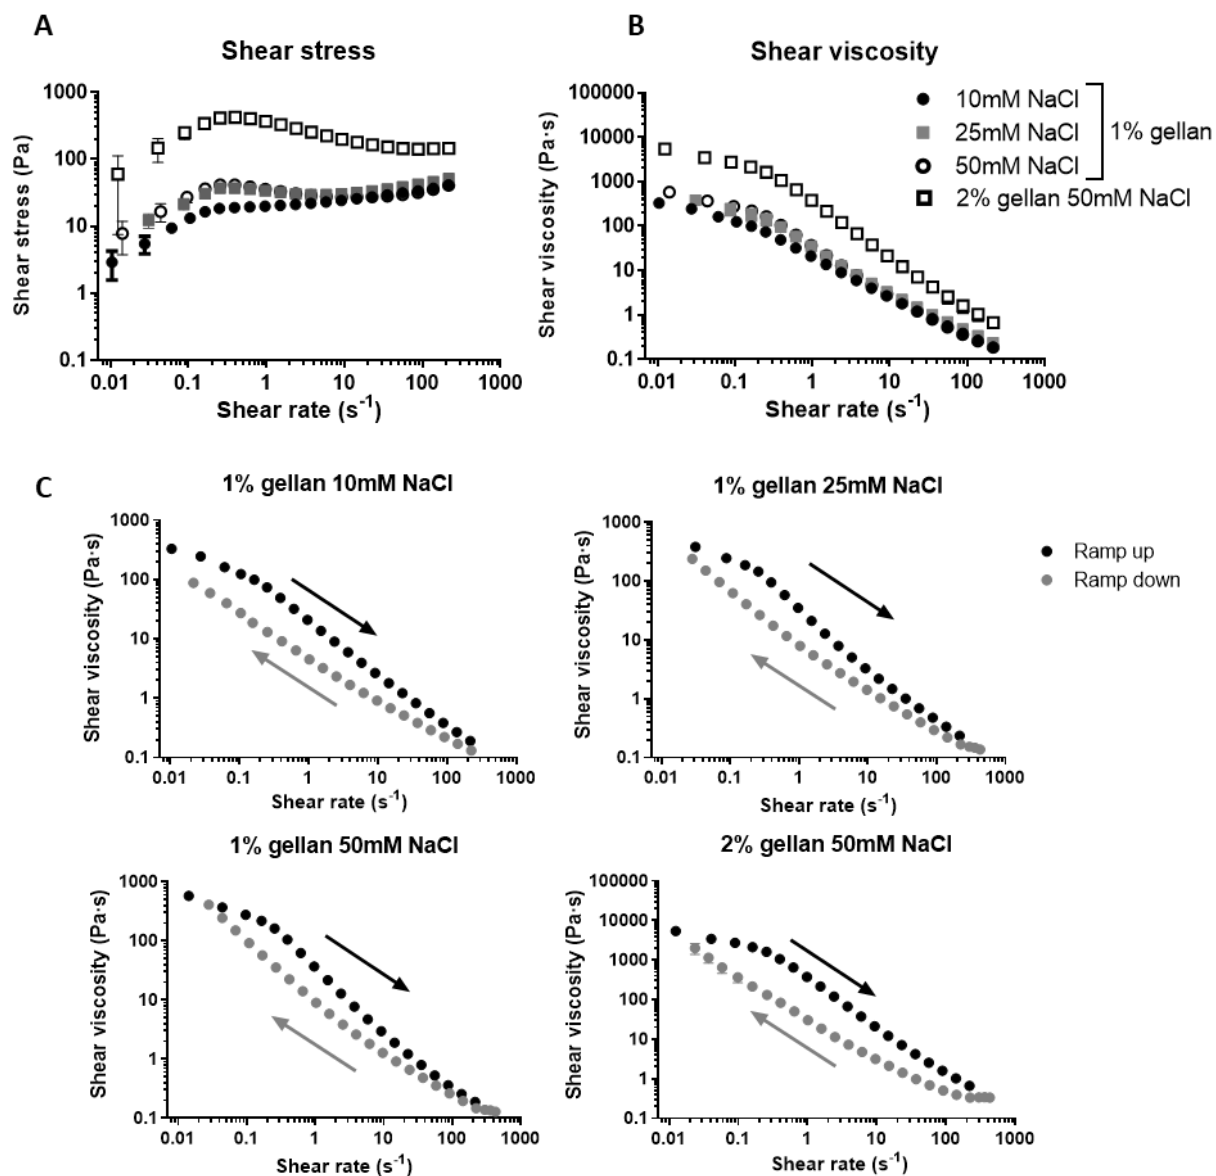 A
Shear stress
Shear stress (Pa)
1000
100
10
1
0.1
0.01 0.1 1 10 100 1000
Shear rate (s⁻¹)
B
Shear viscosity
Shear viscosity (Pa·s)
100000
10000
1000
100
10
1
0.1
0.01 0.1 1 10 100 1000
Shear rate (s⁻¹)
10mM NaCl
25mM NaCl
50mM NaCl
1% gellan
2% gellan 50mM NaCl
C
1% gellan 10mM NaCl
Shear viscosity (Pa·s)
1000
100
10
1
0.1
0.01 0.1 1 10 100 1000
Shear rate (s⁻¹)
1% gellan 25mM NaCl
Shear viscosity (Pa·s)
1000
100
10
1
0.1
0.01 0.1 1 10 100 1000
Shear rate (s⁻¹)
Ramp up
Ramp down
1% gellan 50mM NaCl
Shear viscosity (Pa·s)
1000
100
10
1
0.1
0.01 0.1 1 10 100 1000
Shear rate (s⁻¹)
2% gellan 50mM NaCl
Shear viscosity (Pa·s)
100000
10000
1000
100
10
1
0.1
0.01 0.1 1 10 100 1000
Shear rate (s⁻¹)